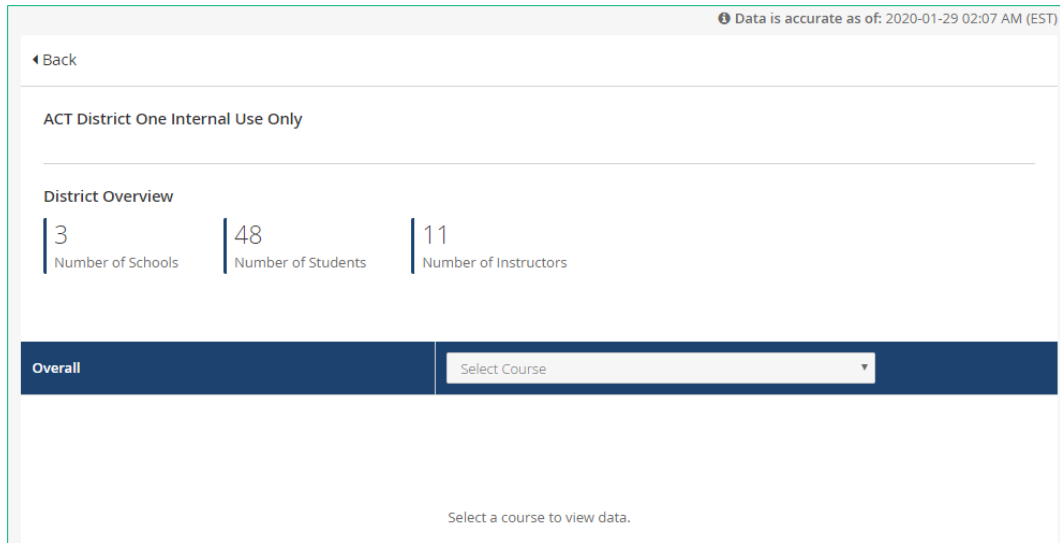 Data is accurate as of: 2020-01-29 02:07 AM (EST)
Back
ACT District One Internal Use Only
District Overview
3 48 11
Number of Schools Number of Students Number of Instructors
Overall Select Course
Select a course to view data.